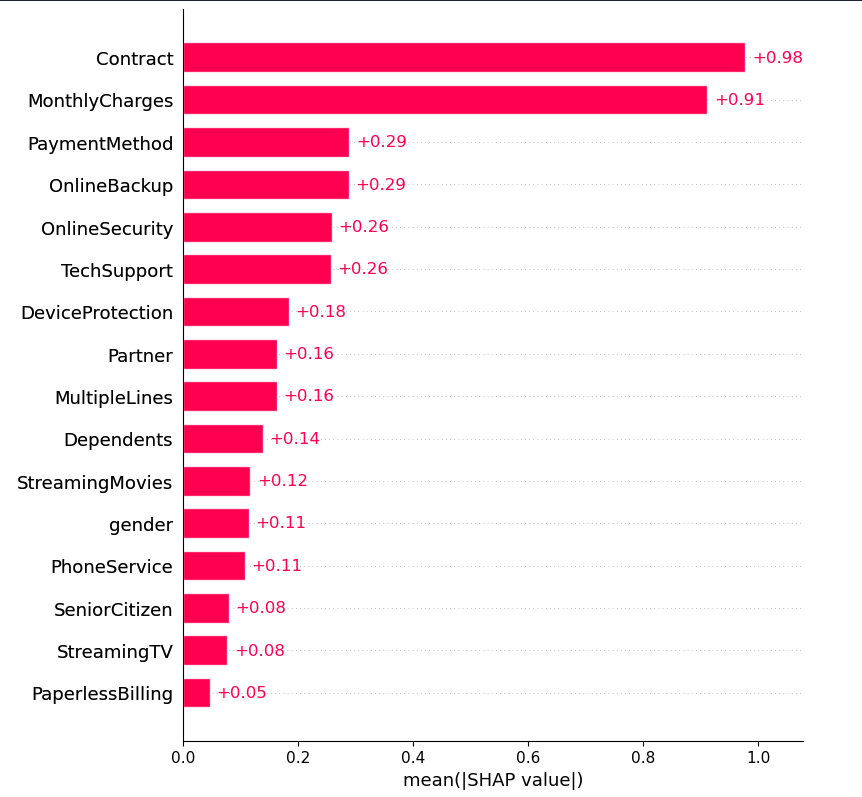 Contract +0.98
MonthlyCharges +0.91
PaymentMethod +0.29
OnlineBackup +0.29
OnlineSecurity +0.26
TechSupport +0.26
DeviceProtection +0.18
Partner +0.16
MultipleLines +0.16
Dependents +0.14
StreamingMovies +0.12
gender +0.11
PhoneService +0.11
SeniorCitizen +0.08
StreamingTV +0.08
PaperlessBilling +0.05
0.0 0.2 0.4 0.6 0.8 1.0
mean(|SHAP value|)